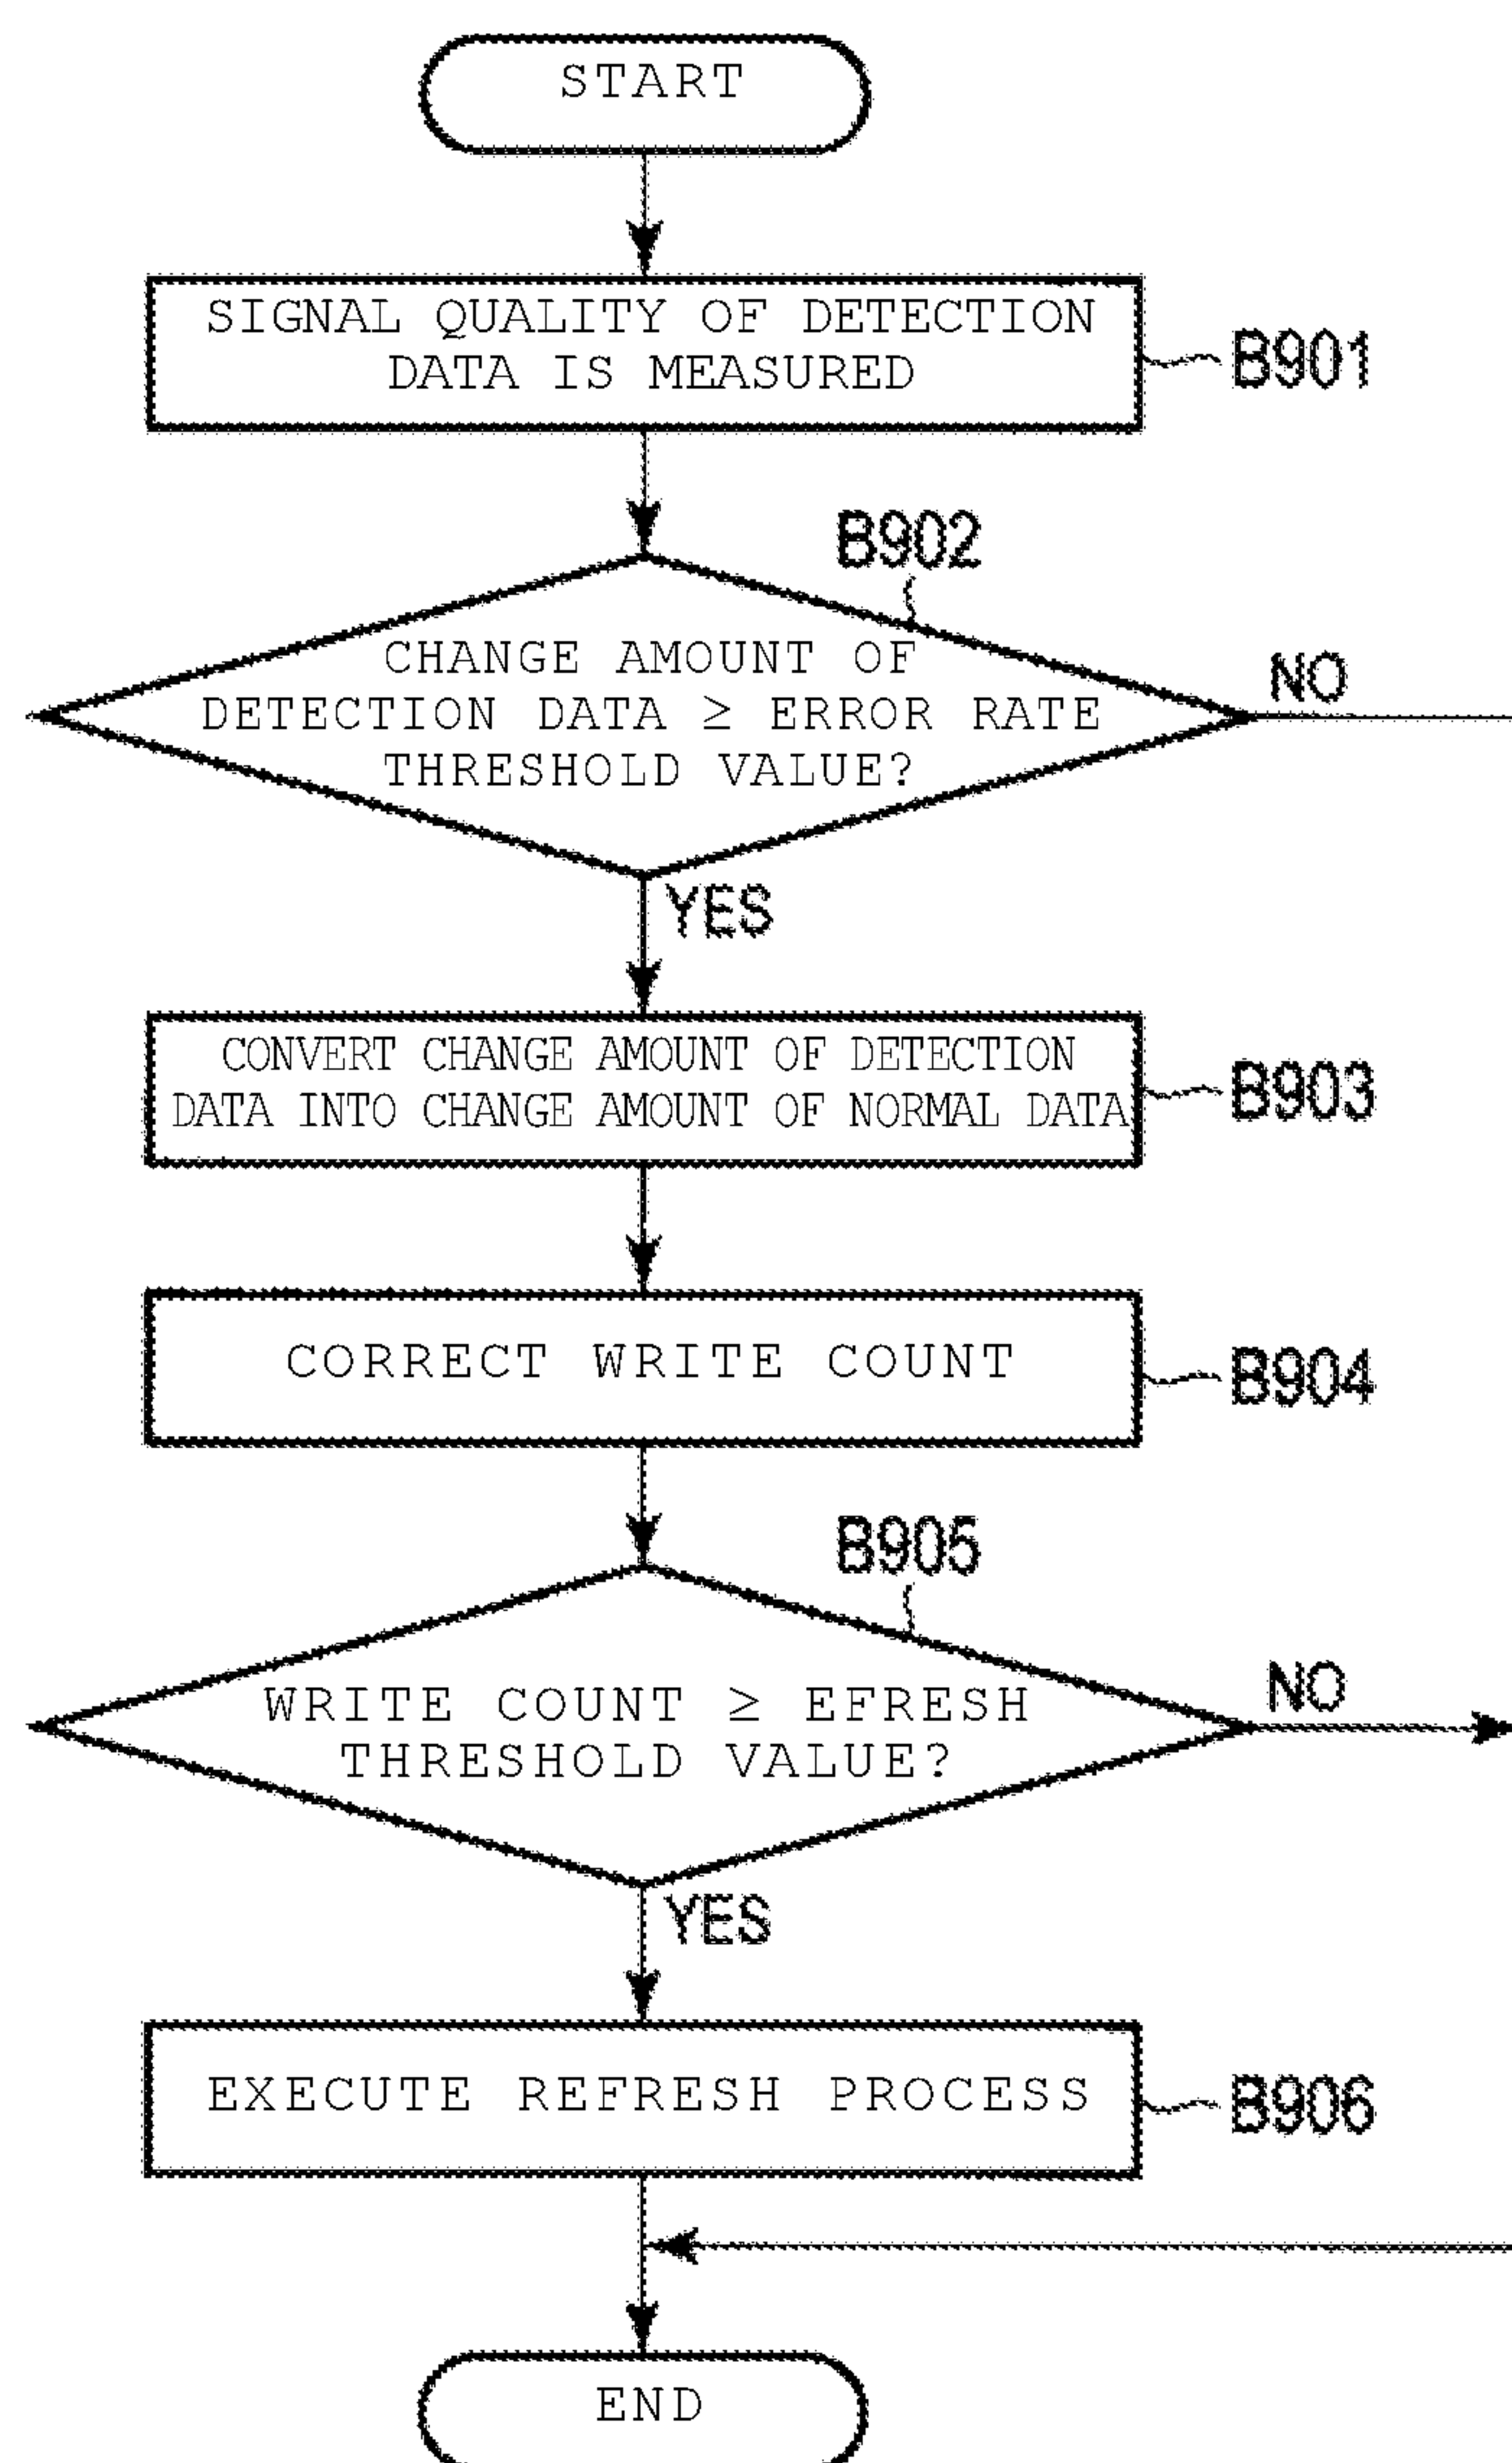 START
SIGNAL QUALITY OF DETECTION
DATA IS MEASURED
B901
B902
CHANGE AMOUNT OF
DETECTION DATA ≥ ERROR RATE
THRESHOLD VALUE?
NO
YES
CONVERT CHANGE AMOUNT OF DETECTION
DATA INTO CHANGE AMOUNT OF NORMAL DATA
B903
CORRECT WRITE COUNT
B904
B905
WRITE COUNT ≥ EFRESH
THRESHOLD VALUE?
NO
YES
EXECUTE REFRESH PROCESS
B906
END